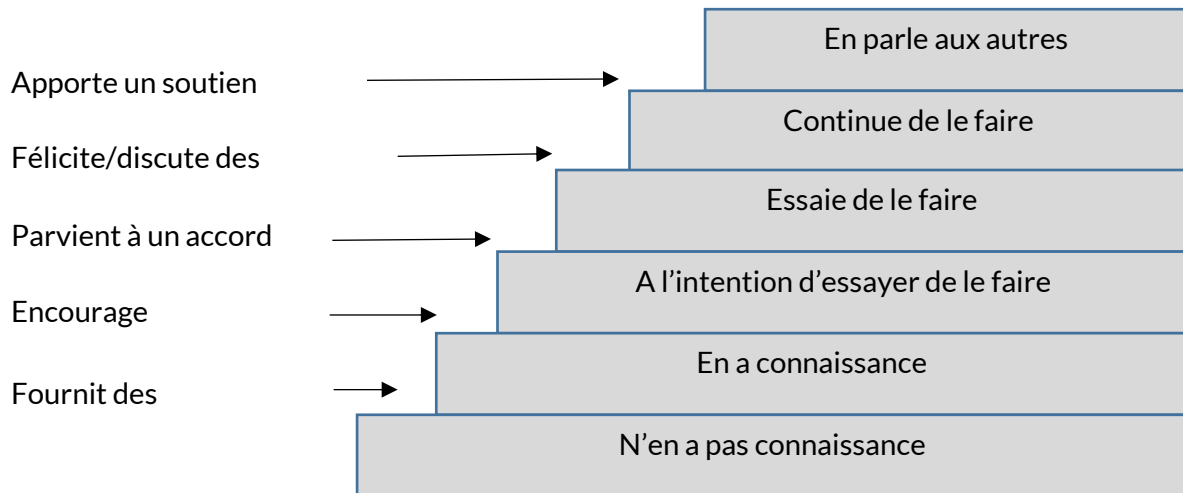 En parle aux autres
Apporte un soutien
Continue de le faire
Félicite/discute des
Essaie de le faire
Parvient à un accord
A l’intention d’essayer de le faire
Encourage
En a connaissance
Fournit des
N’en a pas connaissance